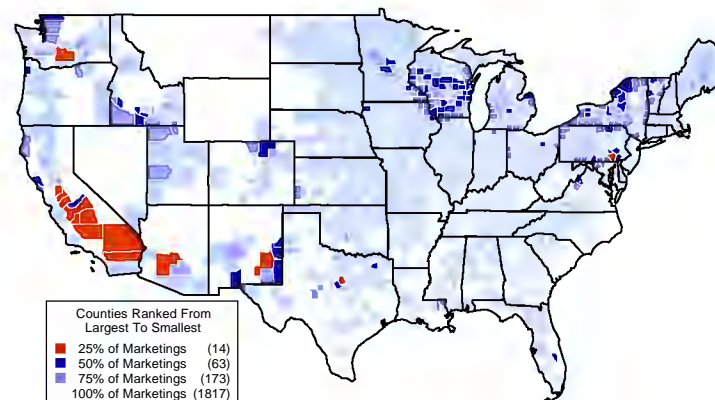 Counties Ranked From
Largest To Smallest
25% of Marketings (14)
50% of Marketings (63)
75% of Marketings (173)
100% of Marketings (1817)